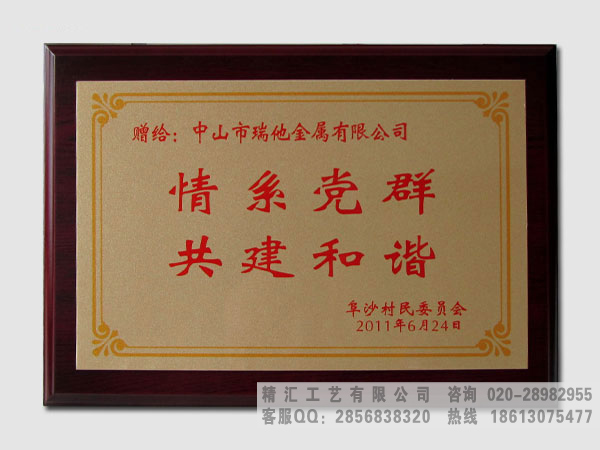 赠给：中山市瑞他金属有限公司
情系党群
共建和谐
阜沙村民委员会
2011年6月24日
精汇工艺有限公司 咨询 020-28982955
客服QQ：2856838320 热线 18613075477